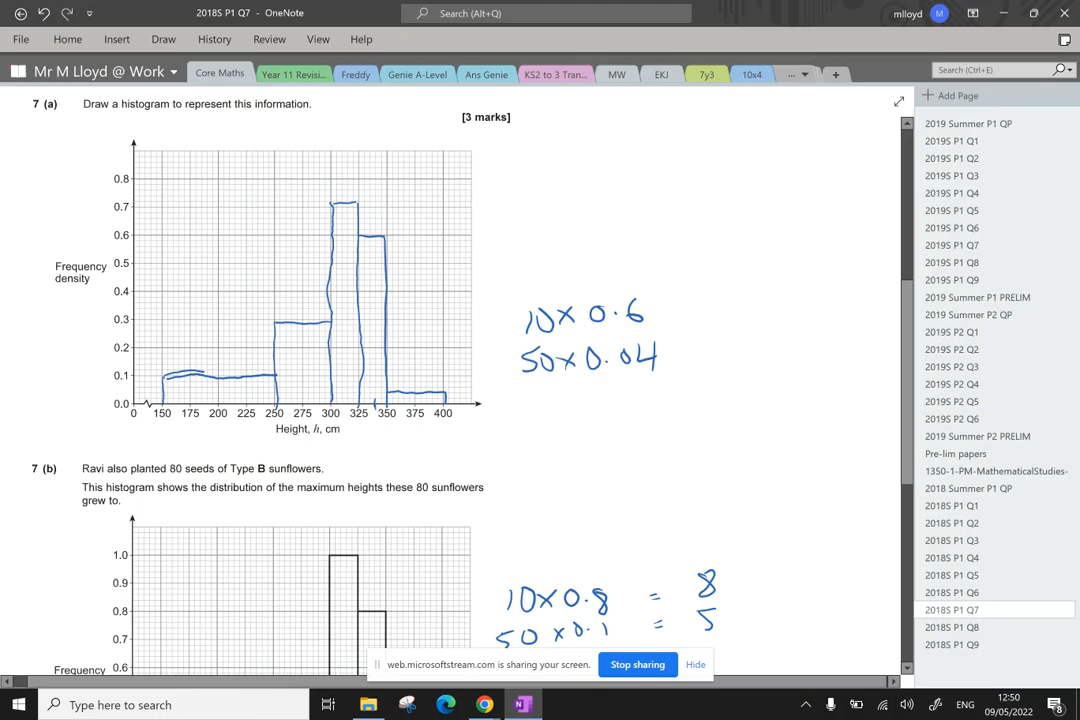 2018S P1 Q7 - OneNote
Search (Alt+Q)
mlloyd
M
File Home Insert Draw History Review View Help
Mr M Lloyd @ Work
Core Maths
Year 11 Revisi...
Freddy
Genie A-Level
Ans Genie
KS2 to 3 Tran...
MW
EKJ
7y3
10x4
...
+
Search (Ctrl+E)
7 (a) Draw a histogram to represent this information.
[3 marks]
0.8
0.7
0.6
0.5
0.4
0.3
0.2
0.1
0.0
Frequency
density
0 150 175 200 225 250 275 300 325 350 375 400
Height, h, cm
10 x 0.6
50 x 0.04
7 (b) Ravi also planted 80 seeds of Type B sunflowers.
This histogram shows the distribution of the maximum heights these 80 sunflowers
grew to.
1.0
0.9
0.8
0.7
0.6
Frequency
10 x 0.8 = 8
50 x 0.1 = 5
web.microsoftstream.com is sharing your screen.
Stop sharing
Hide
Add Page
2019 Summer P1 QP
2019S P1 Q1
2019S P1 Q2
2019S P1 Q3
2019S P1 Q4
2019S P1 Q5
2019S P1 Q6
2019S P1 Q7
2019S P1 Q8
2019S P1 Q9
2019 Summer P1 PRELIM
2019 Summer P2 QP
2019S P2 Q1
2019S P2 Q2
2019S P2 Q3
2019S P2 Q4
2019S P2 Q5
2019S P2 Q6
2019 Summer P2 PRELIM
Pre-lim papers
1350-1-PM-MathematicalStudies-
2018 Summer P1 QP
2018S P1 Q1
2018S P1 Q2
2018S P1 Q3
2018S P1 Q4
2018S P1 Q5
2018S P1 Q6
2018S P1 Q7
2018S P1 Q8
2018S P1 Q9
Type here to search
ENG
12:50
09/05/2022
8